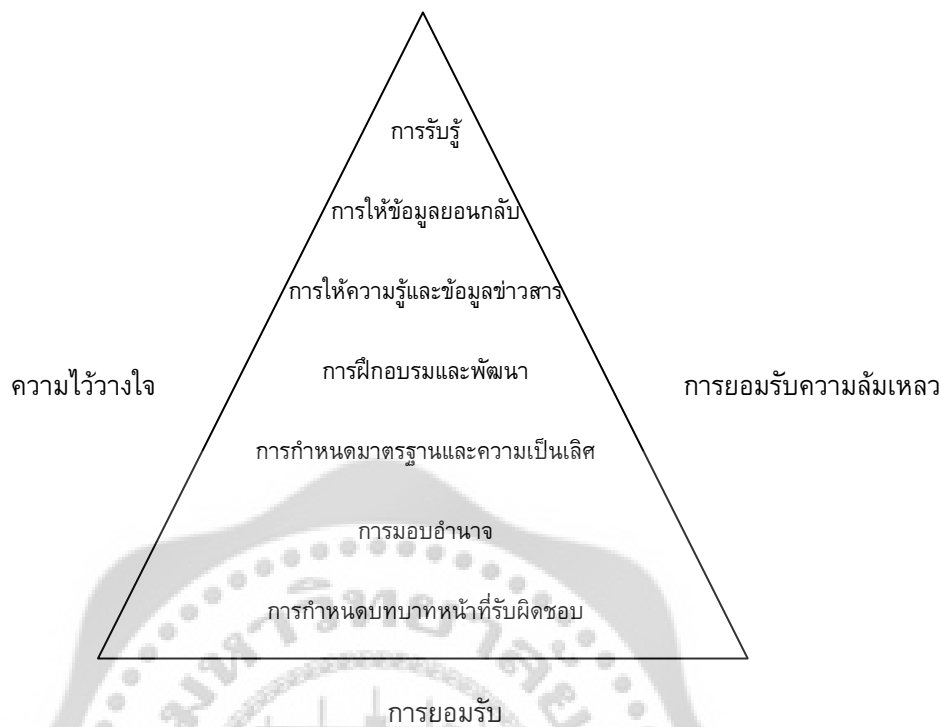 การรับรู้
การให้ข้อมูลยอนกลับ
การให้ความรู้และข้อมูลข่าวสาร
ความไว้วางใจ
การฝึกอบรมและพัฒนา
การยอมรับความล้มเหลว
การกำหนดมาตรฐานและความเป็นเลิศ
การมอบอำนาจ
การกำหนดบทบาทหน้าที่รับผิดชอบ
การยอมรับ